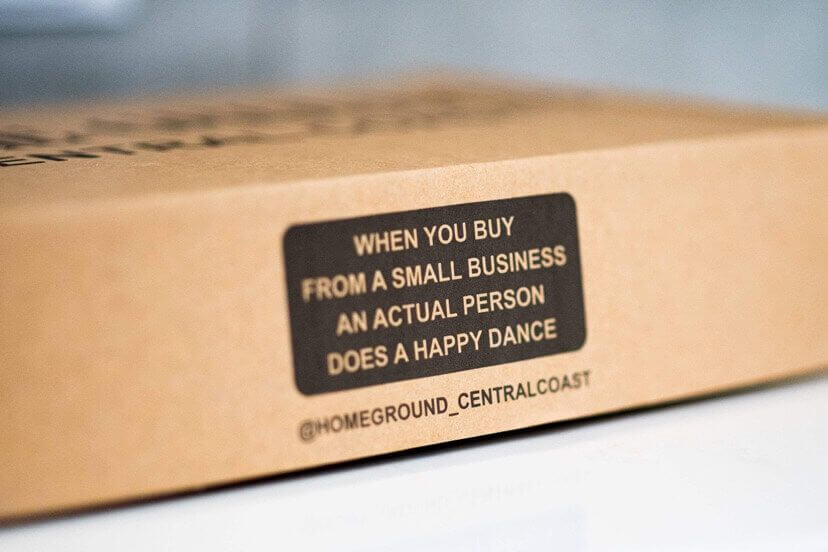 WHEN YOU BUY
FROM A SMALL BUSINESS
AN ACTUAL PERSON
DOES A HAPPY DANCE
@HOMEGROUND_CENTRALCOAST